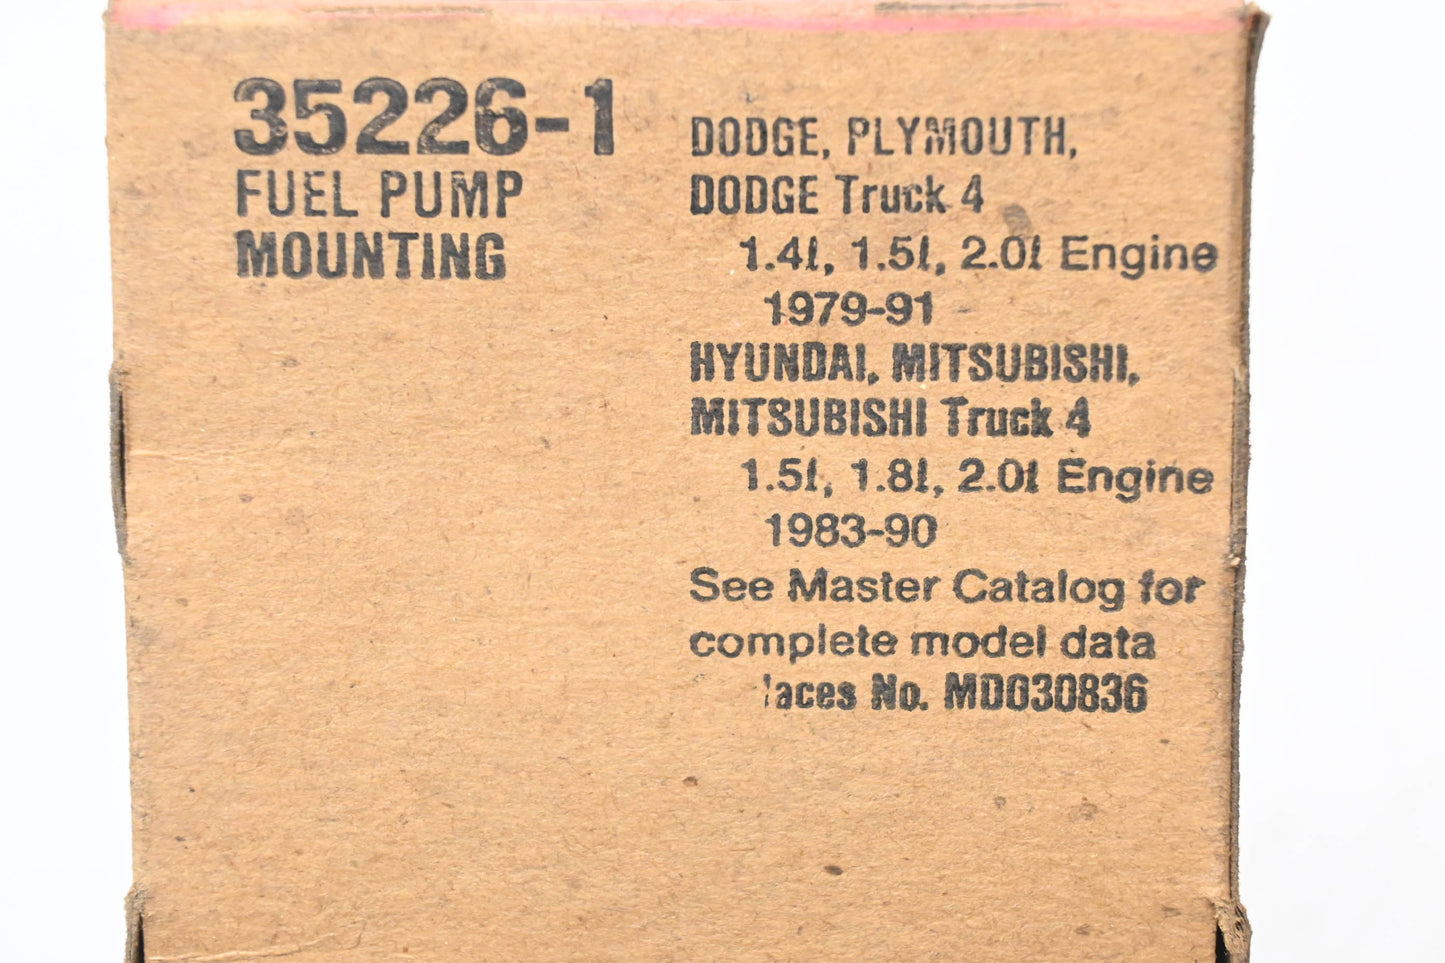 35226-1
FUEL PUMP
MOUNTING
DODGE, PLYMOUTH,
DODGE Truck 4
1.4l, 1.5l, 2.0l Engine
1979-91
HYUNDAI, MITSUBISHI,
MITSUBISHI Truck 4
1.5l, 1.8l, 2.0l Engine
1983-90
See Master Catalog for
complete model data
laces No. MD030836